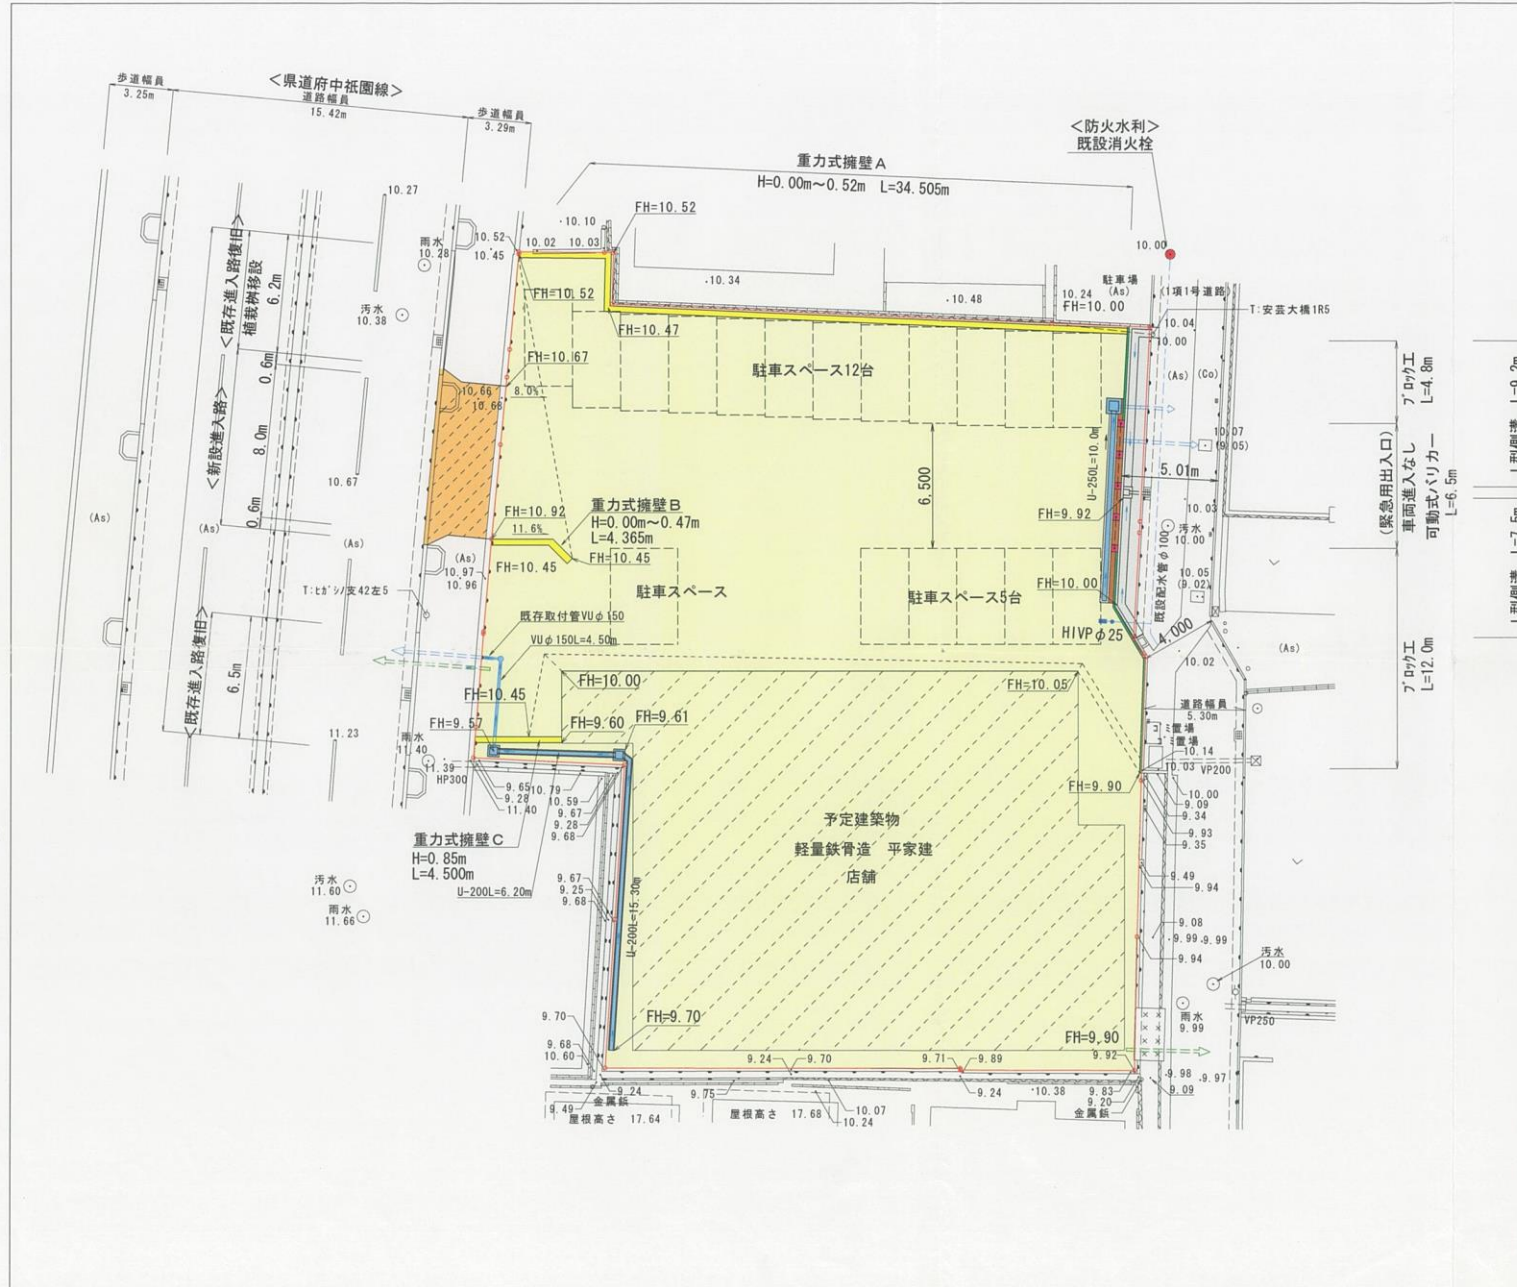 歩道幅員
3.25m
<県道府中祇園線>
道路幅員
15.42m
歩道幅員
3.29m
<防火水利>
既設消火栓
重力式擁壁A
H=0.00m～0.52m L=34.505m
10.27
雨水
10.28
10.52
10.45
10.02
10.03
10.10
FH=10.52
10.00
10.34
10.48
10.24
駐車場
(As)
FH=10.00
(1項1号道路)
10.04
10.00
T:安芸大橋1R5
<既存進入路復旧>
植栽桝移設
6.2m
汚水
10.38
FH=10.52
FH=10.47
FH=10.67
駐車スペース12台
(As)
(Co)
0.6m
10.66
10.68
8.0%
<新設進入路>
8.0m
0.6m
10.67
(As)
(As)
(As)
6.500
U-250L=10.0m
10.07
(9.05)
5.01m
FH=9.92
10.03
汚水
10.00
ブロック工
L=4.8m
(緊急用出入口)
車両進入なし
可動式バリカー
L=6.5m
重力式擁壁B
H=0.00m～0.47m
L=4.365m
FH=10.92
11.6%
FH=10.45
FH=10.45
(As)
10.97
10.96
T:ヒガシノ支42左5
駐車スペース
駐車スペース5台
FH=10.00
既設配水管φ100
10.05
(9.02)
HIVPφ25
4.000
既存取付管VUφ150
VUφ150L=4.50m
<既存進入路復旧>
6.5m
FH=10.00
FH=10.05
10.02
(As)
ブロック工
L=12.0m
FH=10.45
FH=9.57
FH=9.60
FH=9.61
道路幅員
5.30m
ゴミ置場
ゴミ置場
10.14
10.03
VP200
11.23
雨水
11.40
11.39
HP300
9.65
9.28
11.40
10.79
10.59
9.67
9.28
9.68
FH=9.90
10.00
9.09
9.34
9.93
9.35
予定建築物
軽量鉄骨造 平家建
店舗
重力式擁壁C
H=0.85m
L=4.500m
U-200L=6.20m
汚水
11.60
雨水
11.66
9.67
9.25
9.68
U-200L=15.30m
9.49
9.94
9.08
9.99
9.99
9.94
汚水
10.00
雨水
9.99
VP250
FH=9.70
FH=9.90
9.70
9.68
10.60
9.24
9.70
9.71
9.89
9.92
9.98
9.97
9.49
9.24
金属鋲
屋根高さ 17.64
9.75
屋根高さ 17.68
10.07
10.24
9.24
10.38
9.83
9.20
金属鋲
9.09